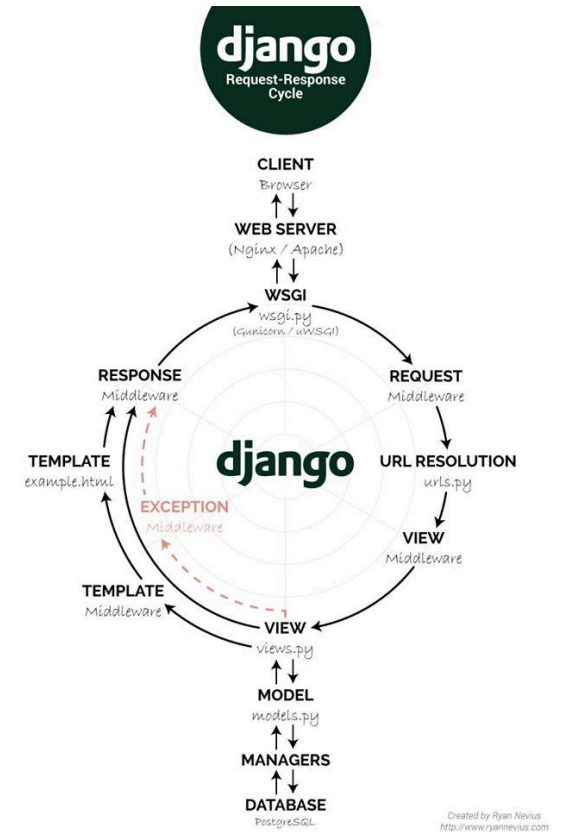 django
Request-Response
Cycle
CLIENT
Browser
WEB SERVER
(Nginx / Apache)
WSGI
wsgi.py
(Gunicorn / uWSGI)
RESPONSE
Middleware
REQUEST
Middleware
TEMPLATE
example.html
django
URL RESOLUTION
urls.py
EXCEPTION
Middleware
VIEW
Middleware
TEMPLATE
Middleware
VIEW
views.py
MODEL
models.py
MANAGERS
DATABASE
PostgreSQL
Created by Ryan Nevius
http://www.ryannevius.com